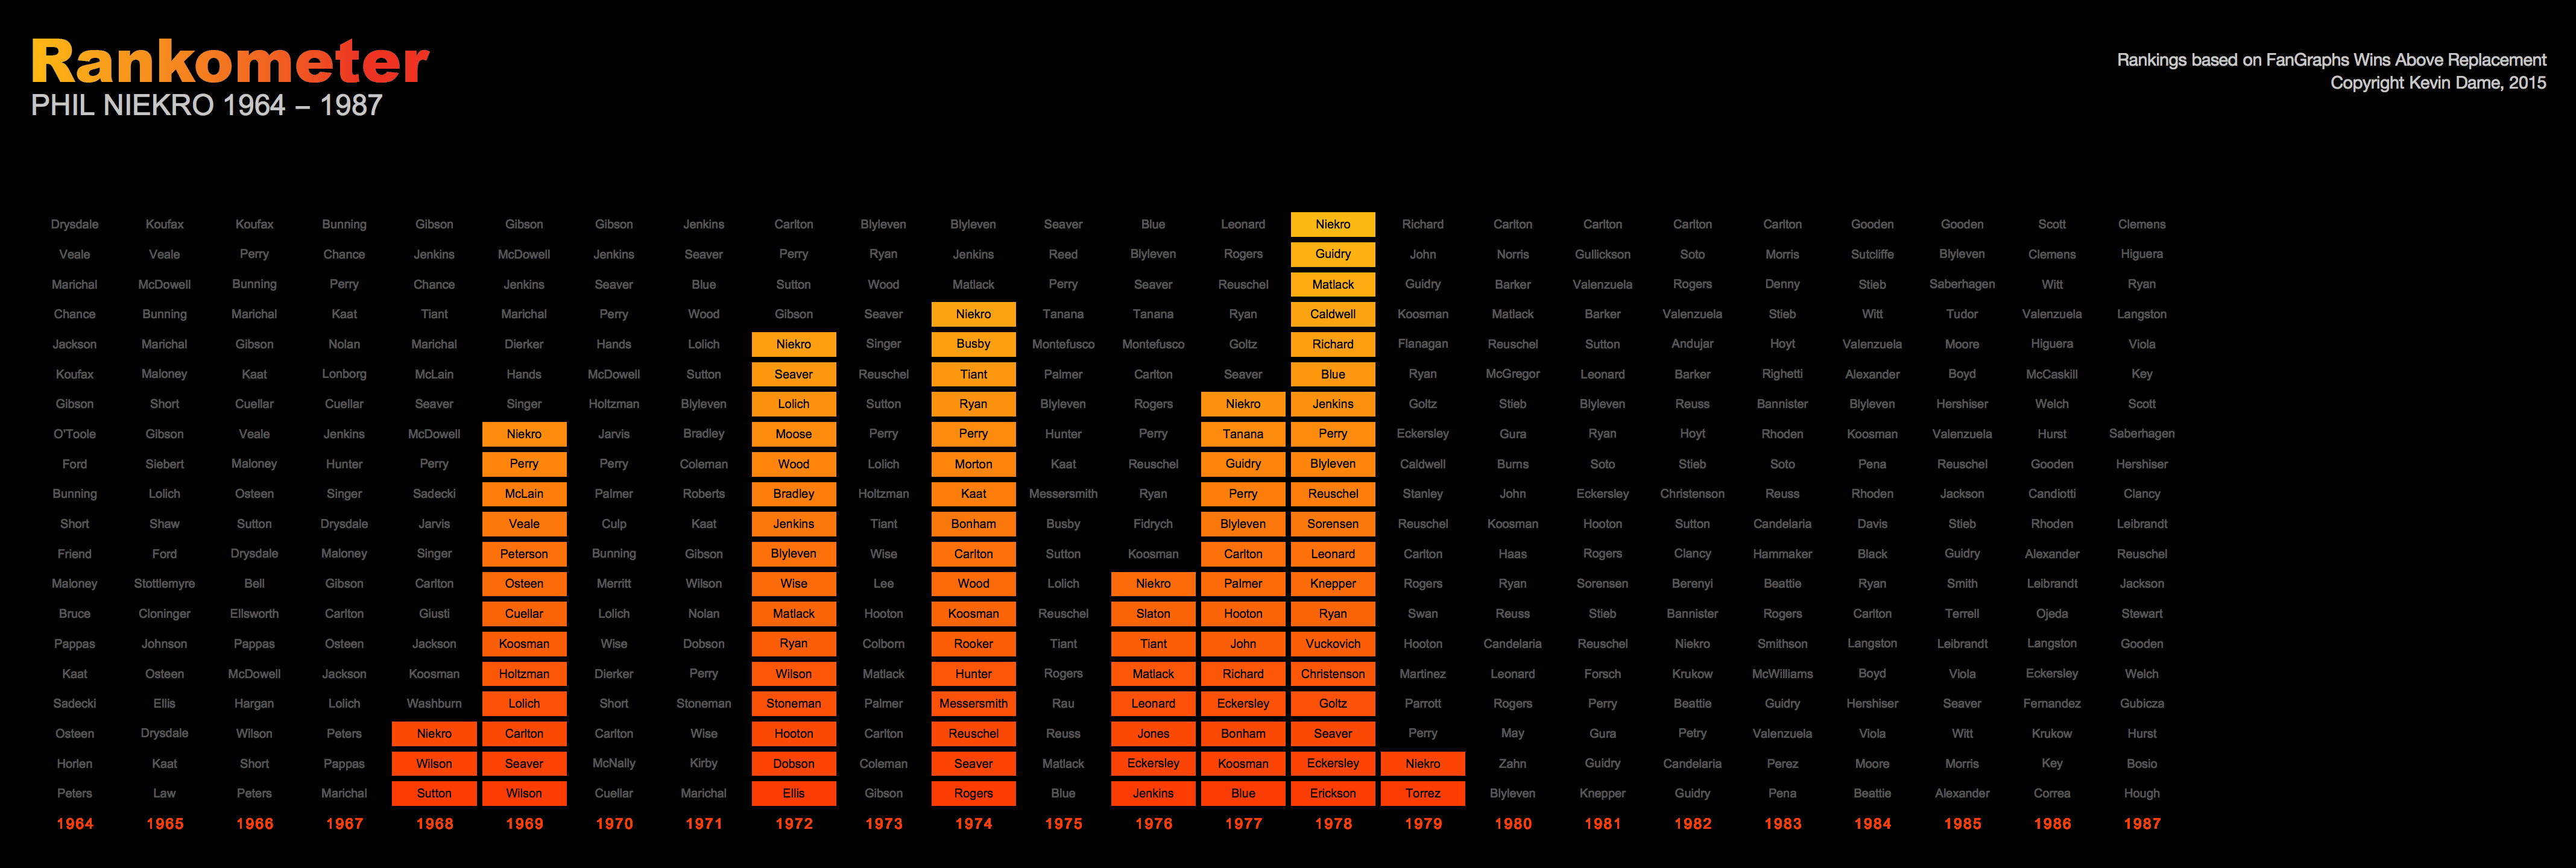 Rankometer
PHIL NIEKRO 1964 – 1987
Rankings based on FanGraphs Wins Above Replacement
Copyright Kevin Dame, 2015
Drysdale Koufax Koufax Bunning Gibson Gibson Gibson Jenkins Carlton Blyleven Blyleven Seaver Blue Leonard Niekro Richard Carlton Carlton Carlton Carlton Gooden Gooden Scott Clemens
Veale Veale Perry Chance Jenkins McDowell Jenkins Seaver Perry Ryan Jenkins Reed Blyleven Rogers Guidry John Norris Gullickson Soto Morris Sutcliffe Blyleven Clemens Higuera
Marichal McDowell Bunning Perry Chance Jenkins Seaver Blue Sutton Wood Matlack Perry Seaver Reuschel Matlack Guidry Barker Valenzuela Rogers Denny Stieb Saberhagen Witt Ryan
Chance Bunning Marichal Kaat Tiant Marichal Perry Wood Gibson Seaver Niekro Tanana Tanana Ryan Caldwell Koosman Matlack Barker Valenzuela Stieb Witt Tudor Valenzuela Langston
Jackson Marichal Gibson Nolan Marichal Dierker Hands Lolich Niekro Singer Busby Montefusco Montefusco Goltz Richard Flanagan Reuschel Sutton Andujar Hoyt Valenzuela Moore Higuera Viola
Koufax Maloney Kaat Lonborg McLain Hands McDowell Sutton Seaver Reuschel Tiant Palmer Carlton Seaver Blue Ryan McGregor Leonard Barker Righetti Alexander Boyd McCaskill Key
Gibson Short Cuellar Cuellar Seaver Singer Holtzman Blyleven Lolich Sutton Ryan Blyleven Rogers Niekro Jenkins Goltz Stieb Blyleven Reuss Bannister Blyleven Hershiser Welch Scott
O'Toole Gibson Veale Jenkins McDowell Niekro Jarvis Bradley Moose Perry Perry Hunter Perry Tanana Perry Eckersley Gura Ryan Hoyt Rhoden Koosman Valenzuela Hurst Saberhagen
Ford Siebert Maloney Hunter Perry Perry Perry Coleman Wood Lolich Morton Kaat Reuschel Guidry Blyleven Caldwell Burns Soto Stieb Soto Pena Reuschel Gooden Hershiser
Bunning Lolich Osteen Singer Sadecki McLain Palmer Roberts Bradley Holtzman Kaat Messersmith Ryan Perry Reuschel Stanley John Eckersley Christenson Reuss Rhoden Jackson Candiotti Clancy
Short Shaw Sutton Drysdale Jarvis Veale Culp Kaat Jenkins Tiant Bonham Busby Fidrych Blyleven Sorensen Reuschel Koosman Hooton Sutton Candelaria Davis Stieb Rhoden Leibrandt
Friend Ford Drysdale Maloney Singer Peterson Bunning Gibson Blyleven Wise Carlton Sutton Koosman Carlton Leonard Carlton Haas Rogers Clancy Hammaker Black Guidry Alexander Reuschel
Maloney Stottlemyre Bell Gibson Carlton Osteen Merritt Wilson Wise Lee Wood Lolich Niekro Palmer Knepper Rogers Ryan Sorensen Berenyi Beattie Ryan Smith Leibrandt Jackson
Bruce Cloninger Ellsworth Carlton Giusti Cuellar Lolich Nolan Matlack Hooton Koosman Reuschel Slaton Hooton Ryan Swan Reuss Stieb Bannister Rogers Carlton Terrell Ojeda Stewart
Pappas Johnson Pappas Osteen Jackson Koosman Wise Dobson Ryan Colborn Rooker Tiant Tiant John Vuckovich Hooton Candelaria Reuschel Niekro Smithson Langston Leibrandt Langston Gooden
Kaat Osteen McDowell Jackson Koosman Holtzman Dierker Perry Wilson Matlack Hunter Rogers Matlack Richard Christenson Martinez Leonard Forsch Krukow McWilliams Boyd Viola Eckersley Welch
Sadecki Ellis Hargan Lolich Washburn Lolich Short Stoneman Stoneman Palmer Messersmith Rau Leonard Eckersley Goltz Parrott Rogers Perry Beattie Guidry Hershiser Seaver Fernandez Gubicza
Osteen Drysdale Wilson Peters Niekro Carlton Carlton Wise Hooton Carlton Reuschel Reuss Jones Bonham Seaver Perry May Gura Petry Valenzuela Viola Witt Krukow Hurst
Horlen Kaat Short Pappas Wilson Seaver McNally Kirby Dobson Coleman Seaver Matlack Eckersley Koosman Eckersley Niekro Zahn Guidry Candelaria Perez Moore Morris Key Bosio
Peters Law Peters Marichal Sutton Wilson Cuellar Marichal Ellis Gibson Rogers Blue Jenkins Blue Erickson Torrez Blyleven Knepper Guidry Pena Beattie Alexander Correa Hough
1964 1965 1966 1967 1968 1969 1970 1971 1972 1973 1974 1975 1976 1977 1978 1979 1980 1981 1982 1983 1984 1985 1986 1987